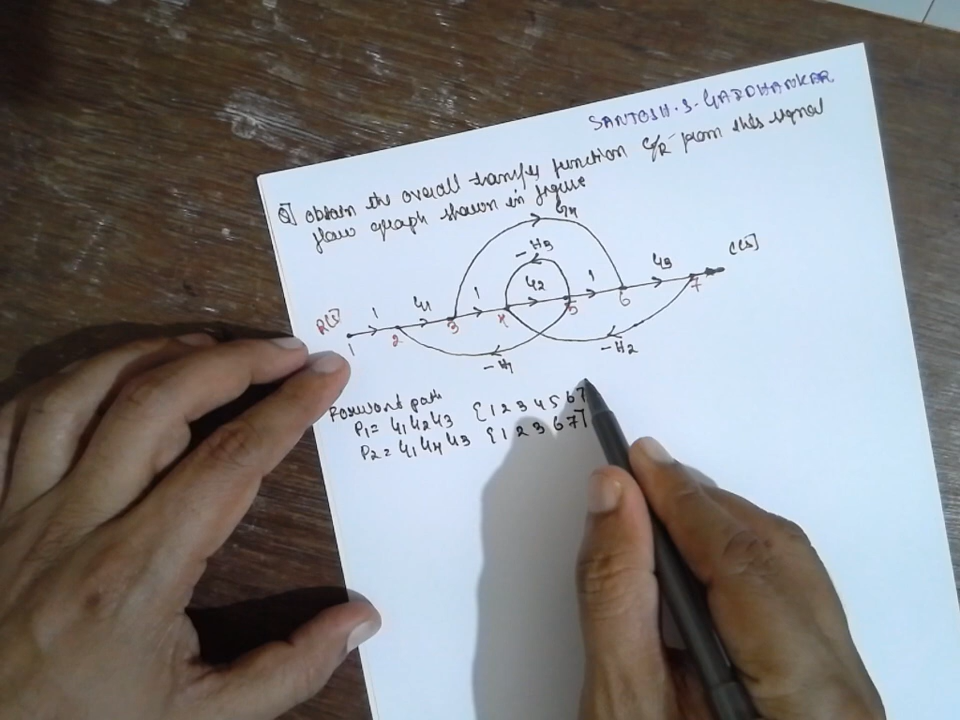 SANTOSH.S.GAIDHANKAR
Q] obtain the overall transfer function C/R from this signal
flow graph shown in figure
G4
-H3
1 G1 1 G2 1 G3 C(s)
R(s)
1 2 3 4 5 6 7
-H1 -H2
Forward path
P1 = G1G2G3 {1 2 3 4 5 6 7
P2 = G1G4G3 {1 2 3 6 7}